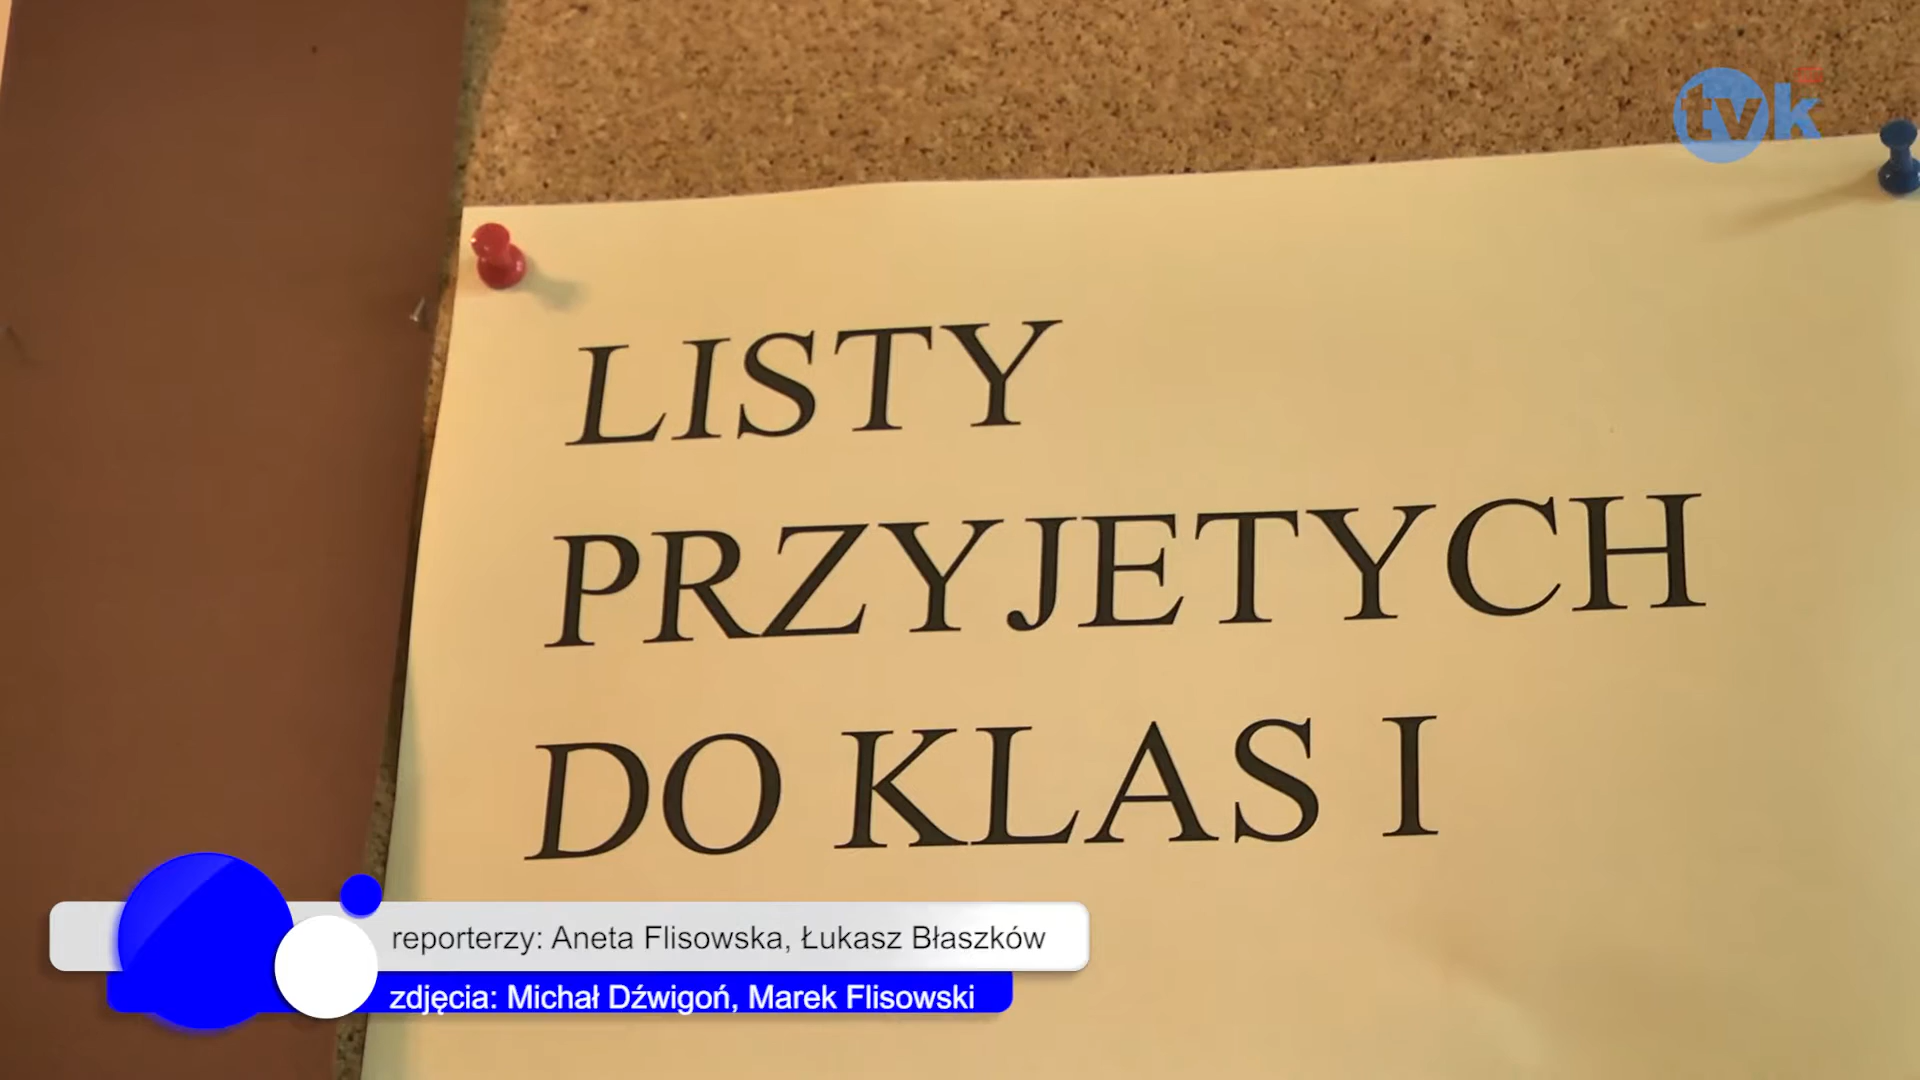 tvk
LISTY
PRZYJETYCH
DO KLAS I
reporterzy: Aneta Flisowska, Łukasz Błaszków
zdjęcia: Michał Dźwigoń, Marek Flisowski